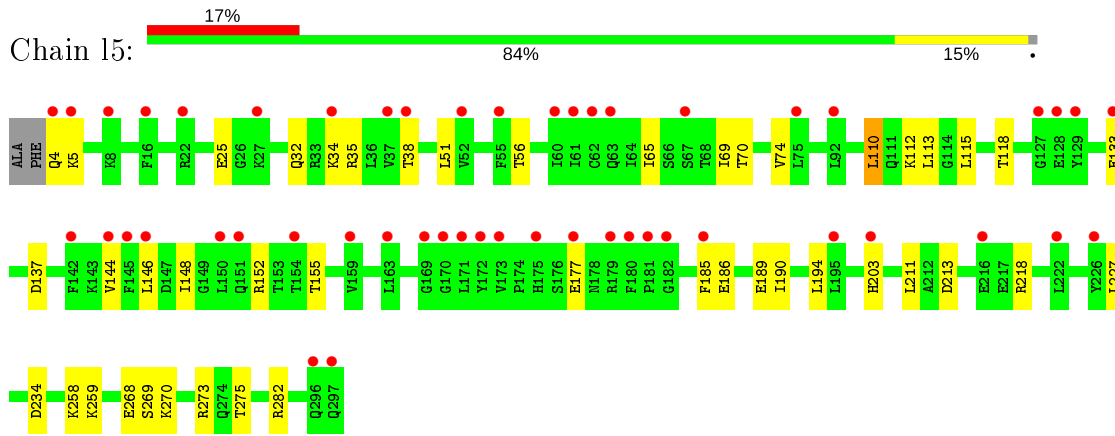 17%
Chain l5:
84% 15%
ALA PHE Q4 K5 K8 F16 R22 E25 G26 K27 Q32 R33 K34 R35 L36 V37 T38 L51 V52 F55 T56 I60 I61 C62 Q63 I64 I65 S66 S67 T68 I69 T70 V74 L75 L92 L110 Q111 K112 L113 G114 L115 T118 G127 E128 Y129
D137 F142 K143 V144 F145 L146 D147 I148 G149 L150 Q151 R152 T153 T154 T155 V159 L163 G169 G170 L171 Y172 V173 P174 H175 S176 E177 N178 R179 F180 P181 G182 F185 E186 E189 I190 L194 L195 H203 L211 A212 D213 E216 E217 R218 L222 Y226 L227
D234 K258 K259 E268 S269 K270 R273 Q274 T275 R282 Q296 Q297